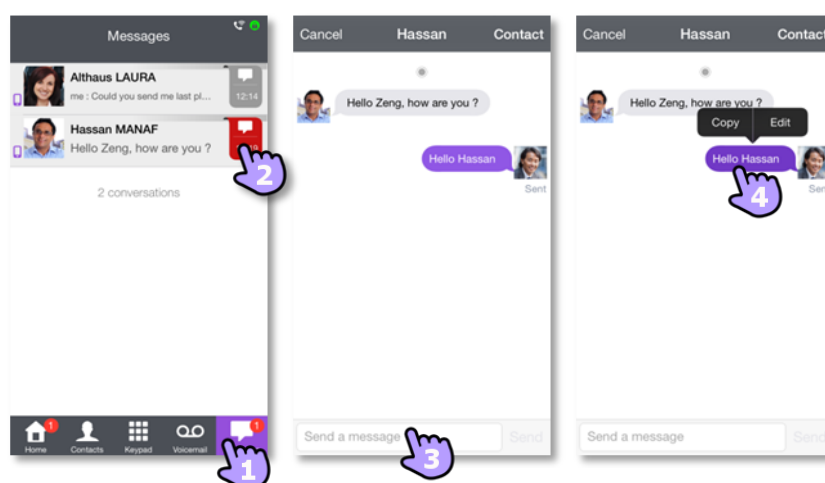 Messages
Althaus LAURA
me : Could you send me last pl...
12:14
Hassan MANAF
Hello Zeng, how are you ?
2
2 conversations
1
1
Home
Contacts
Keypad
Voicemail
1
Cancel Hassan Contact
Hello Zeng, how are you ?
Hello Hassan
Sent
Send a message
Send
3
Cancel Hassan Contact
Hello Zeng, how are you ?
Copy Edit
Hello Hassan
4
Send a message
Send